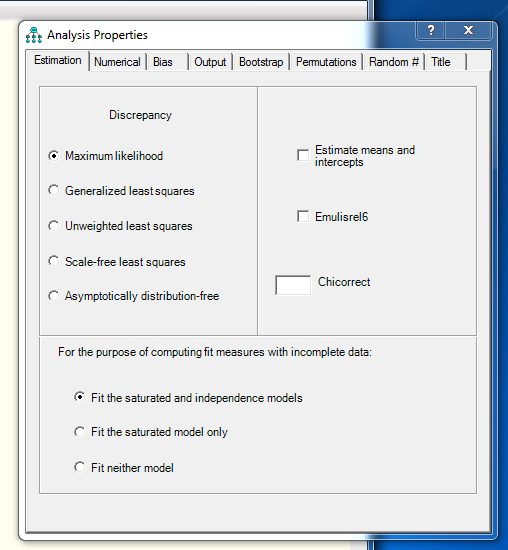 Analysis Properties
?
X
Estimation Numerical Bias Output Bootstrap Permutations Random # Title
Discrepancy
Maximum likelihood
Generalized least squares
Unweighted least squares
Scale-free least squares
Asymptotically distribution-free
Estimate means and
intercepts
Emulisrel6
Chicorrect
For the purpose of computing fit measures with incomplete data:
Fit the saturated and independence models
Fit the saturated model only
Fit neither model